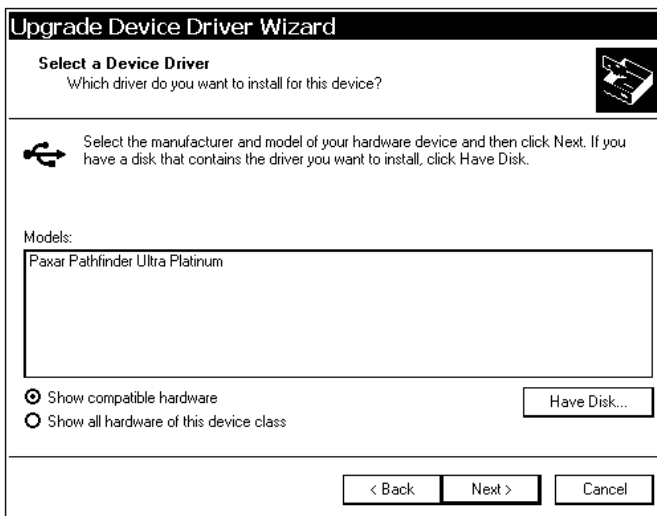 Upgrade Device Driver Wizard
Select a Device Driver
Which driver do you want to install for this device?
Select the manufacturer and model of your hardware device and then click Next. If you
have a disk that contains the driver you want to install, click Have Disk.
Models:
Paxar Pathfinder Ultra Platinum
Show compatible hardware
Have Disk...
Show all hardware of this device class
< Back
Next >
Cancel